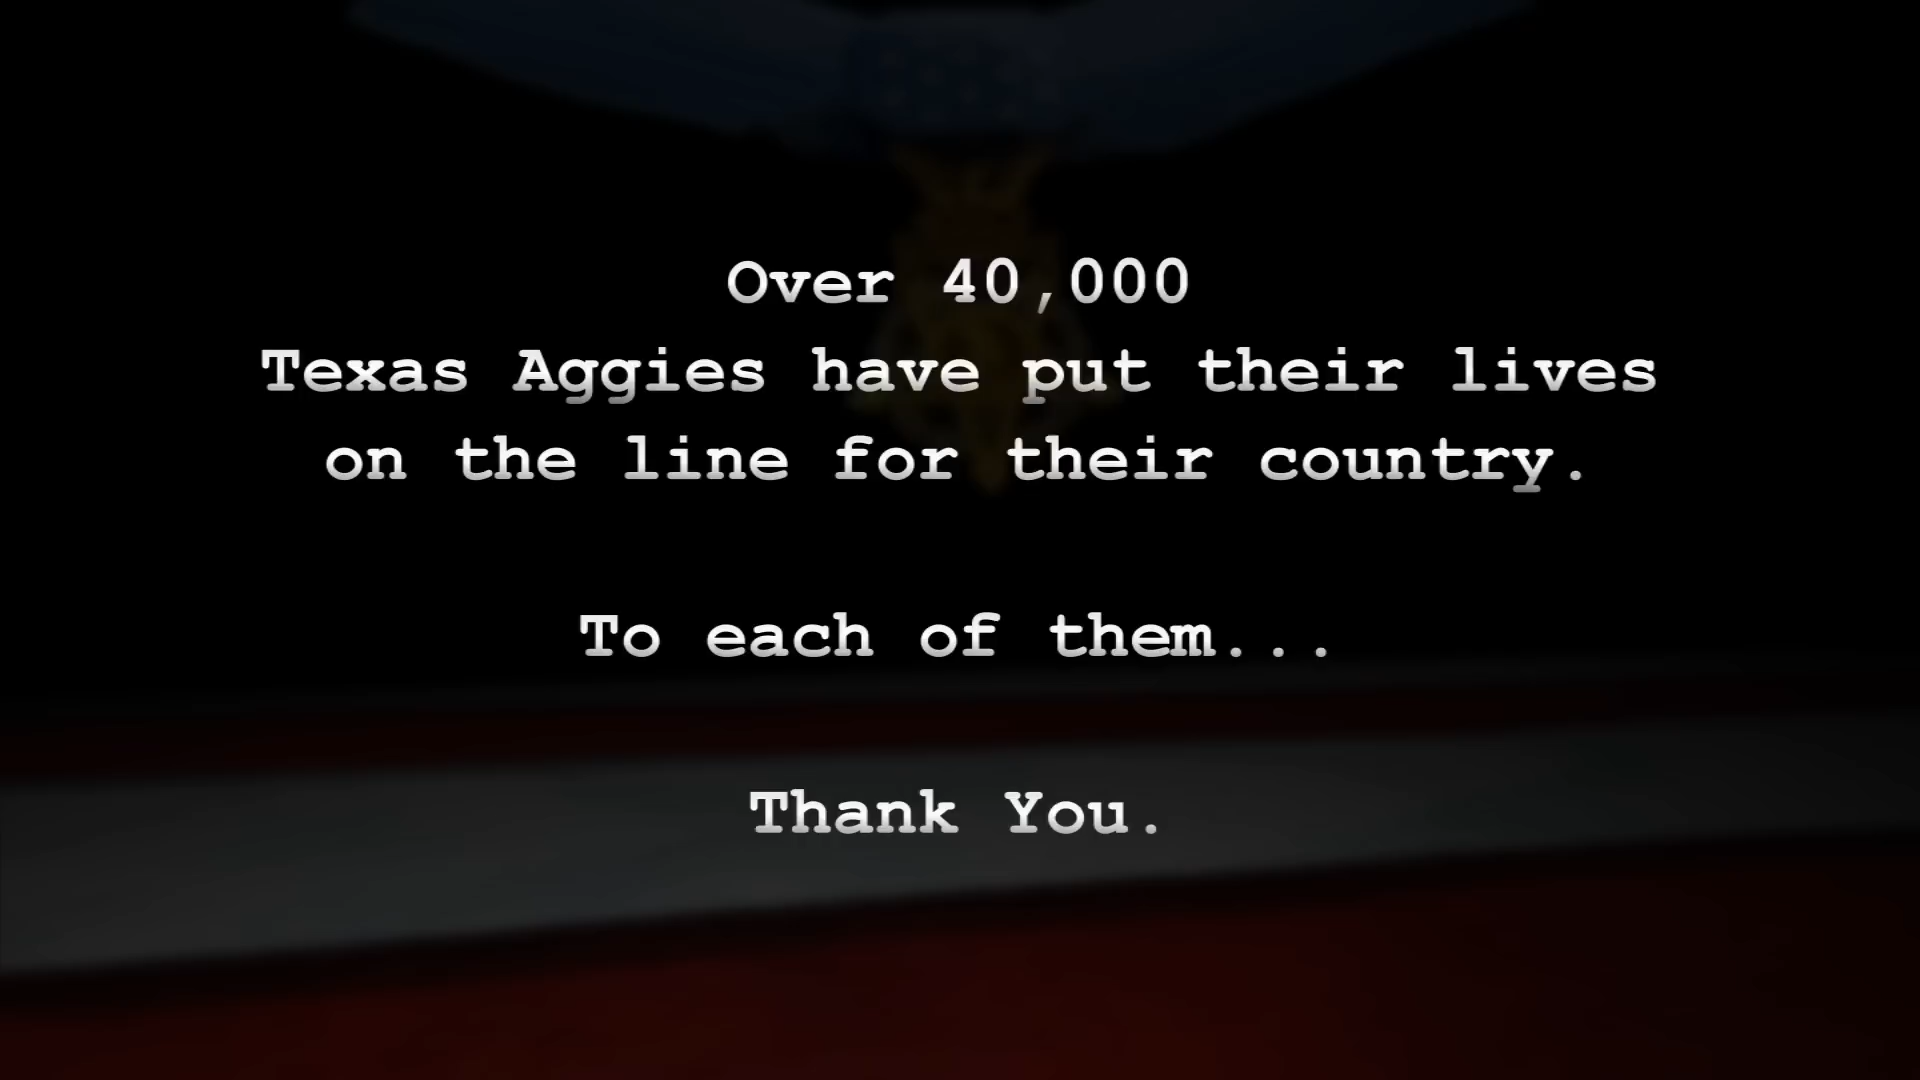 Over 40,000
Texas Aggies have put their lives
on the line for their country.
To each of them...
Thank You.